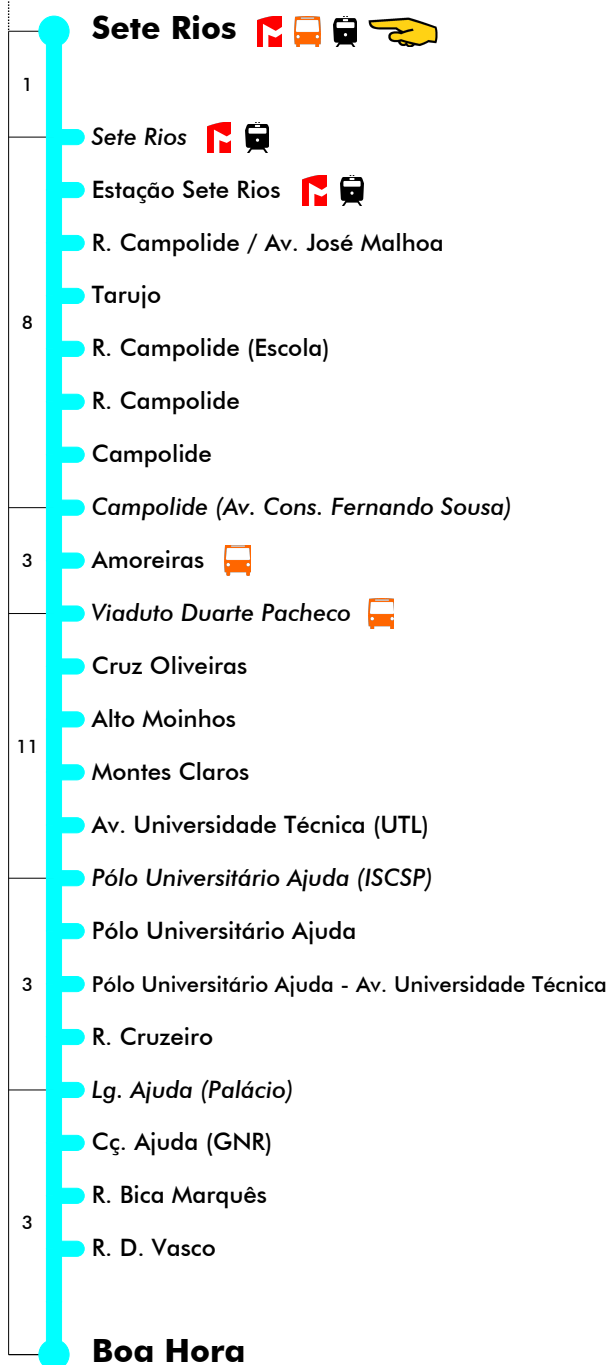 Sete Rios
1
Sete Rios
Estação Sete Rios
R. Campolide / Av. José Malhoa
Tarujo
8
R. Campolide (Escola)
R. Campolide
Campolide
Campolide (Av. Cons. Fernando Sousa)
3
Amoreiras
Viaduto Duarte Pacheco
Cruz Oliveiras
Alto Moinhos
11
Montes Claros
Av. Universidade Técnica (UTL)
Pólo Universitário Ajuda (ISCSP)
Pólo Universitário Ajuda
3
Pólo Universitário Ajuda - Av. Universidade Técnica
R. Cruzeiro
Lg. Ajuda (Palácio)
Cç. Ajuda (GNR)
R. Bica Marquês
3
R. D. Vasco
Boa Hora